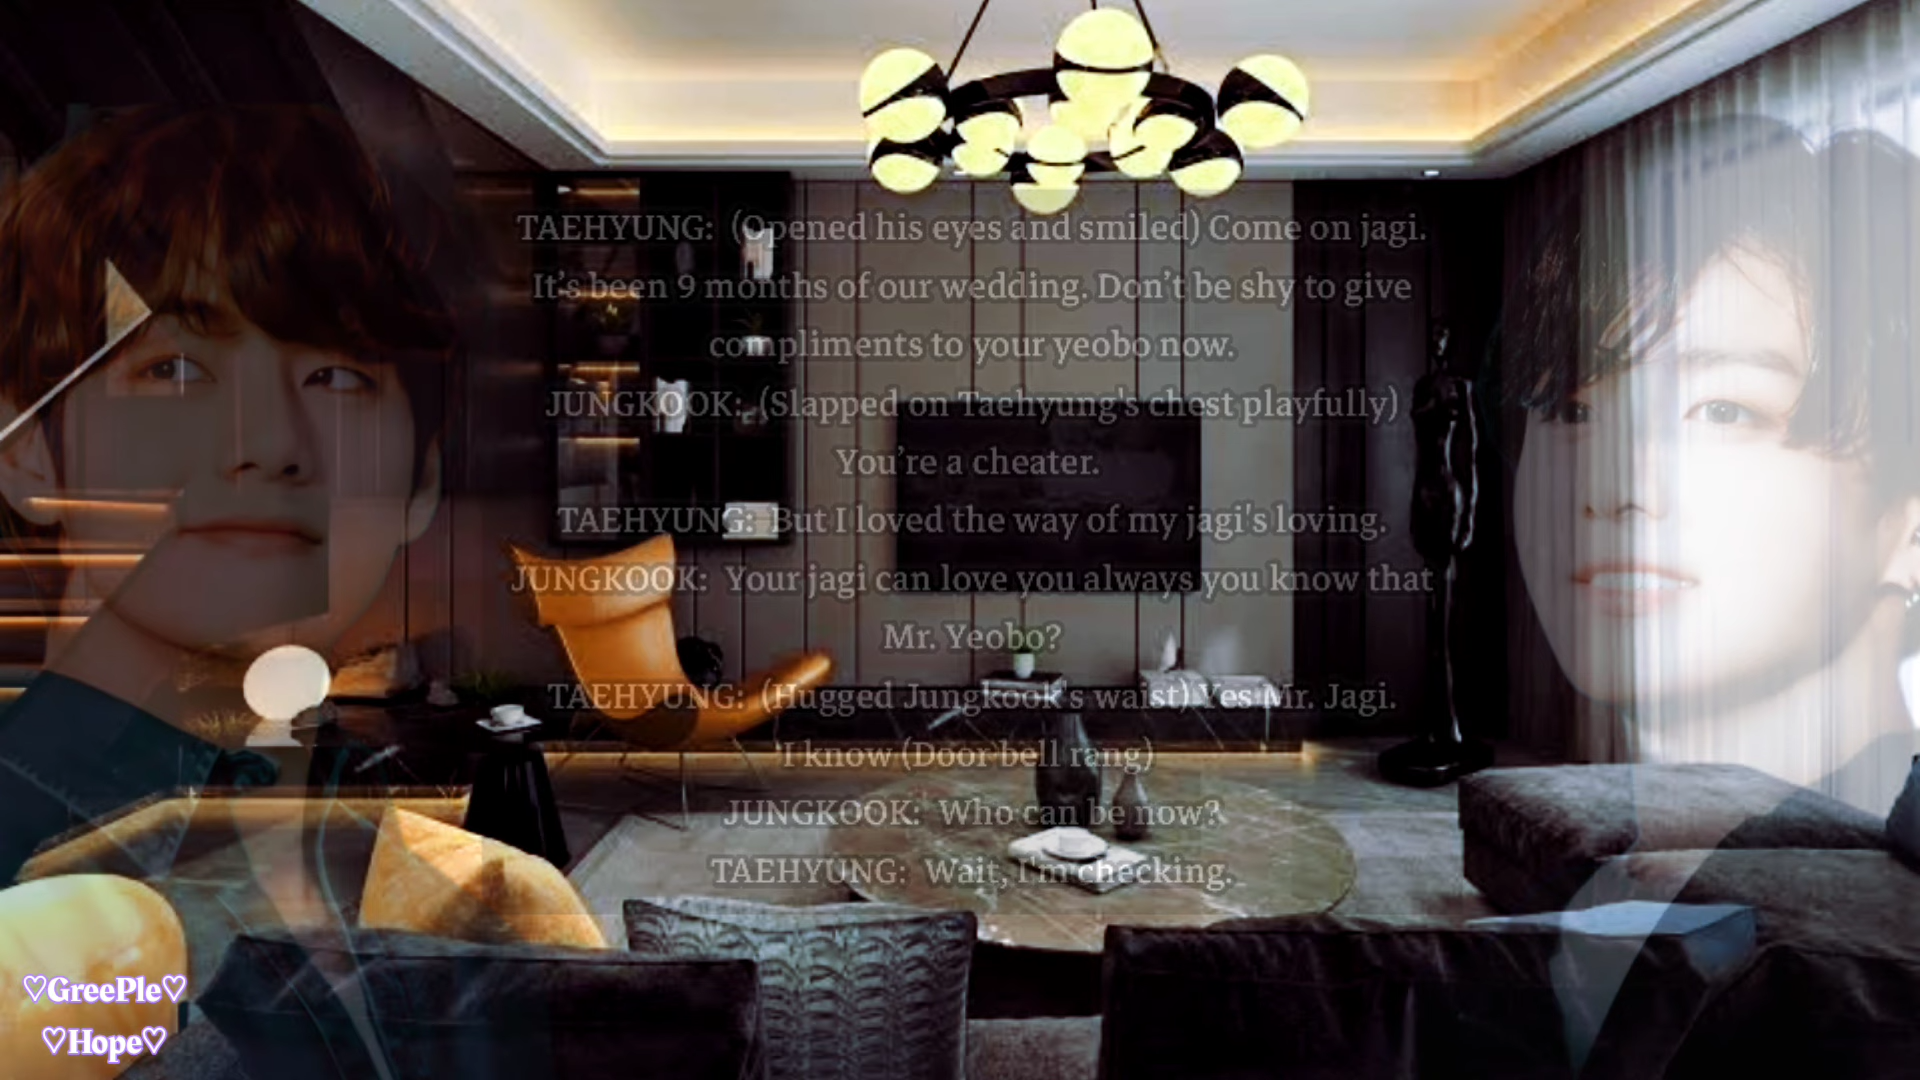 TAEHYUNG: (Opened his eyes and smiled) Come on jagi.
It's been 9 months of our wedding. Don't be shy to give
compliments to your yeobo now.
JUNGKOOK: (Slapped on Taehyung's chest playfully)
You're a cheater.
TAEHYUNG: But I loved the way of my jagi's loving.
JUNGKOOK: Your jagi can love you always you know that
Mr. Yeobo?
TAEHYUNG: (Hugged Jungkook's waist) Yes Mr. Jagi.
I know (Door bell rang)
JUNGKOOK: Who can be now?
TAEHYUNG: Wait, I'm checking.
♡GreePle♡
♡Hope♡